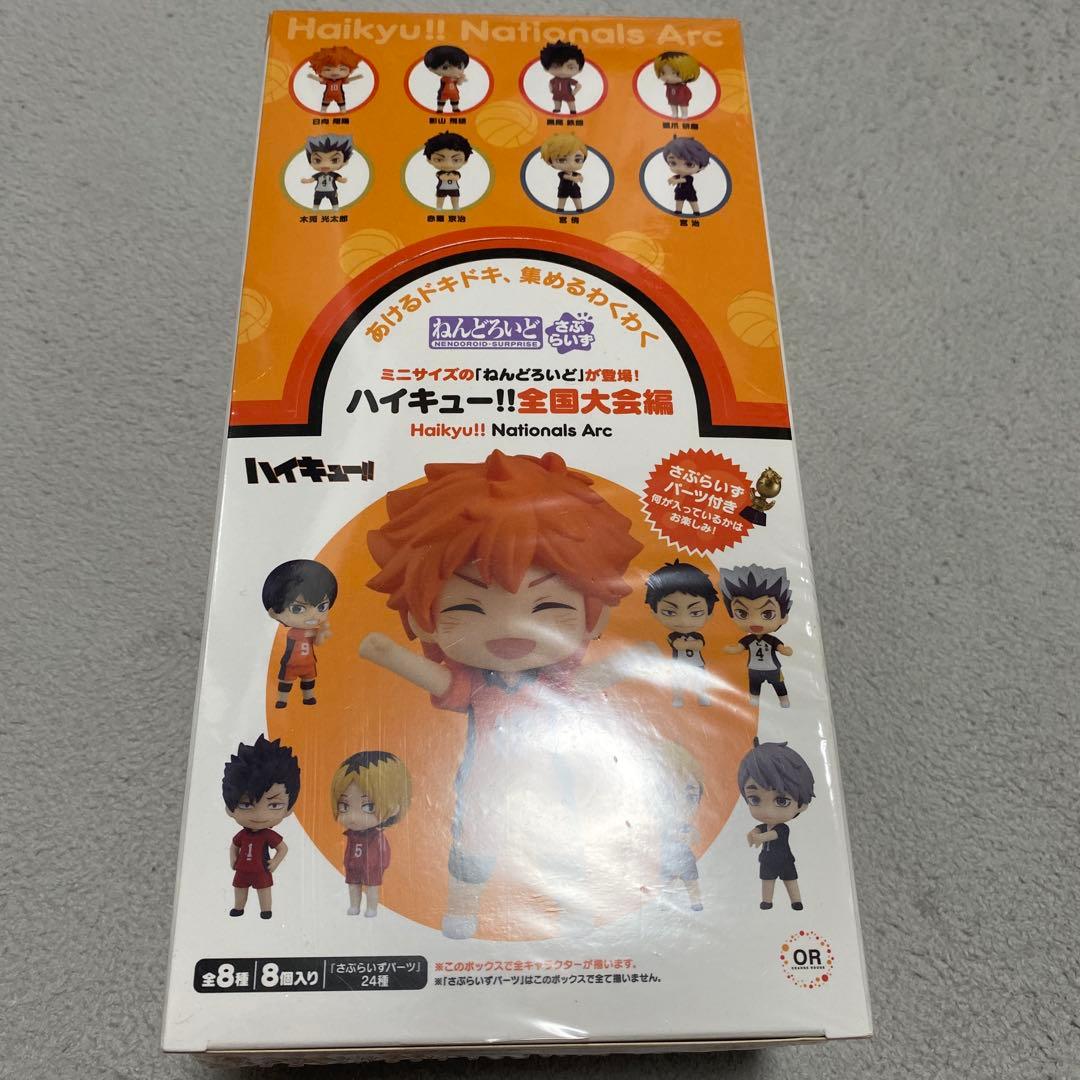 Haikyu!! Nationals Arc
日向 翔陽
影山 飛雄
黒尾 鉄朗
孤爪 研磨
木兎 光太郎
赤葦 京治
宮 侑
宮 治
あけるドキドキ、集めるわくわく
ねんどろいど
NENDOROID・SURPRISE
さぷらいず
ミニサイズの「ねんどろいど」が登場!
ハイキュー!!全国大会編
Haikyu!! Nationals Arc
ハイキュー!!
さぷらいず
パーツ付き
何が入っているかは
お楽しみ!
9
4
1
5
全8種
8個入り
「さぷらいずパーツ」
24種
※このボックスで全キャラクターが揃います。
※「さぷらいずパーツ」はこのボックスで全て揃いません。
OR
ORANGE ROUGE